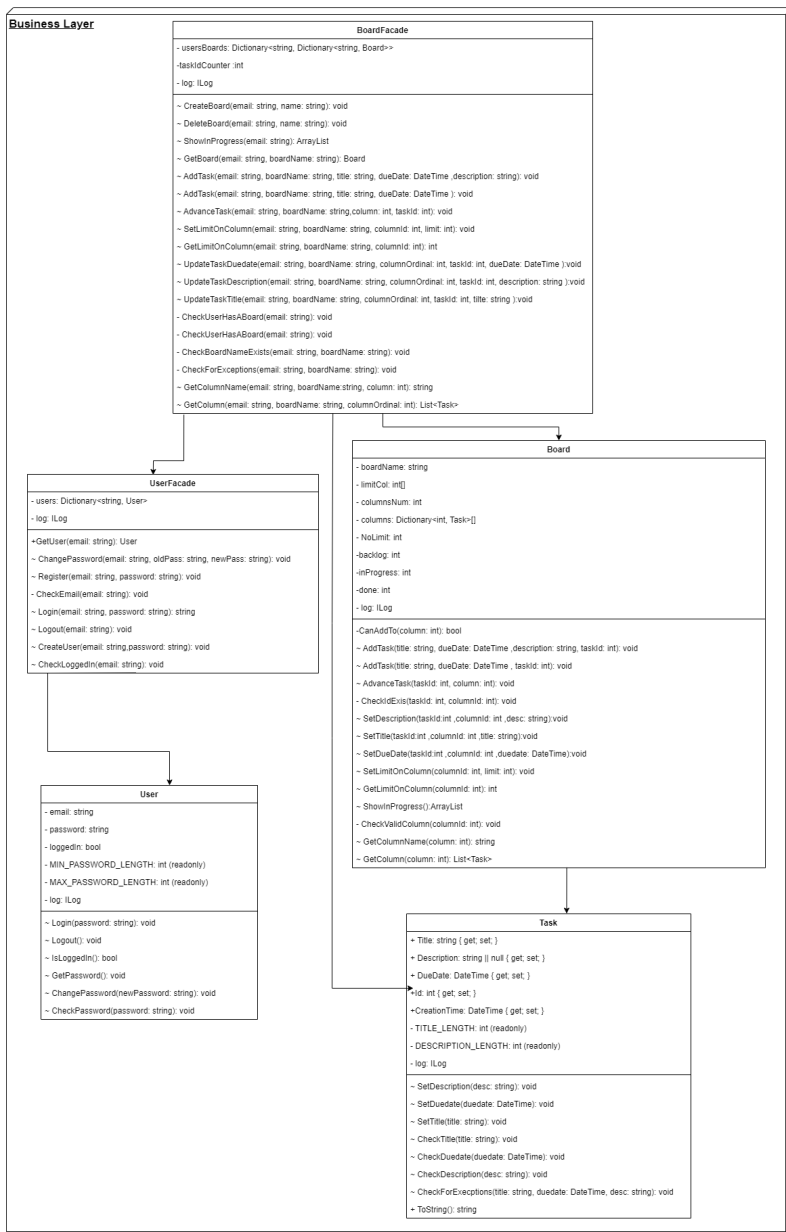 Business Layer
BoardFacade
- usersBoards: Dictionary<string, Dictionary<string, Board>>
-taskIdCounter :int
- log: ILog
~ CreateBoard(email: string, name: string): void
~ DeleteBoard(email: string, name: string): void
~ ShowInProgress(email: string): ArrayList
~ GetBoard(email: string, boardName: string): Board
~ AddTask(email: string, boardName: string, title: string, dueDate: DateTime ,description: string): void
~ AddTask(email: string, boardName: string, title: string, dueDate: DateTime ): void
~ AdvanceTask(email: string, boardName: string,column: int, taskId: int): void
~ SetLimitOnColumn(email: string, boardName: string, columnId: int, limit: int): void
~ GetLimitOnColumn(email: string, boardName: string, columnId: int): int
~ UpdateTaskDuedate(email: string, boardName: string, columnOrdinal: int, taskId: int, dueDate: DateTime ):void
~ UpdateTaskDescription(email: string, boardName: string, columnOrdinal: int, taskId: int, description: string ):void
~ UpdateTaskTitle(email: string, boardName: string, columnOrdinal: int, taskId: int, tilte: string ):void
- CheckUserHasABoard(email: string): void
- CheckUserHasABoard(email: string): void
- CheckBoardNameExists(email: string, boardName: string): void
- CheckForExceptions(email: string, boardName: string): void
~ GetColumnName(email: string, boardName:string, column: int): string
~ GetColumn(email: string, boardName: string, columnOrdinal: int): List<Task>
UserFacade
- users: Dictionary<string, User>
- log: ILog
+GetUser(email: string): User
~ ChangePassword(email: string, oldPass: string, newPass: string): void
~ Register(email: string, password: string): void
- CheckEmail(email: string): void
~ Login(email: string, password: string): string
~ Logout(email: string): void
~ CreateUser(email: string,password: string): void
~ CheckLoggedIn(email: string): void
Board
- boardName: string
- limitCol: int[]
- columnsNum: int
- columns: Dictionary<int, Task>[]
- NoLimit: int
-backlog: int
-inProgress: int
-done: int
- log: ILog
-CanAddTo(column: int): bool
~ AddTask(title: string, dueDate: DateTime ,description: string, taskId: int): void
~ AddTask(title: string, dueDate: DateTime , taskId: int): void
~ AdvanceTask(taskId: int, column: int): void
- CheckIdExis(taskId: int, columnId: int): void
~ SetDescription(taskId:int ,columnId: int ,desc: string):void
~ SetTitle(taskId:int ,columnId: int ,title: string):void
~ SetDueDate(taskId:int ,columnId: int ,duedate: DateTime):void
~ SetLimitOnColumn(columnId: int, limit: int): void
~ GetLimitOnColumn(columnId: int): int
~ ShowInProgress():ArrayList
- CheckValidColumn(columnId: int): void
~ GetColumnName(column: int): string
~ GetColumn(column: int): List<Task>
User
- email: string
- password: string
- loggedIn: bool
- MIN_PASSWORD_LENGTH: int (readonly)
- MAX_PASSWORD_LENGTH: int (readonly)
- log: ILog
~ Login(password: string): void
~ Logout(): void
~ IsLoggedIn(): bool
~ GetPassword(): void
~ ChangePassword(newPassword: string): void
~ CheckPassword(password: string): void
Task
+ Title: string { get; set; }
+ Description: string || null { get; set; }
+ DueDate: DateTime { get; set; }
+Id: int { get; set; }
+CreationTime: DateTime { get; set; }
- TITLE_LENGTH: int (readonly)
- DESCRIPTION_LENGTH: int (readonly)
- log: ILog
~ SetDescription(desc: string): void
~ SetDuedate(duedate: DateTime): void
~ SetTitle(title: string): void
~ CheckTitle(title: string): void
~ CheckDuedate(duedate: DateTime): void
~ CheckDescription(desc: string): void
~ CheckForExecptions(title: string, duedate: DateTime, desc: string): void
+ ToString(): string